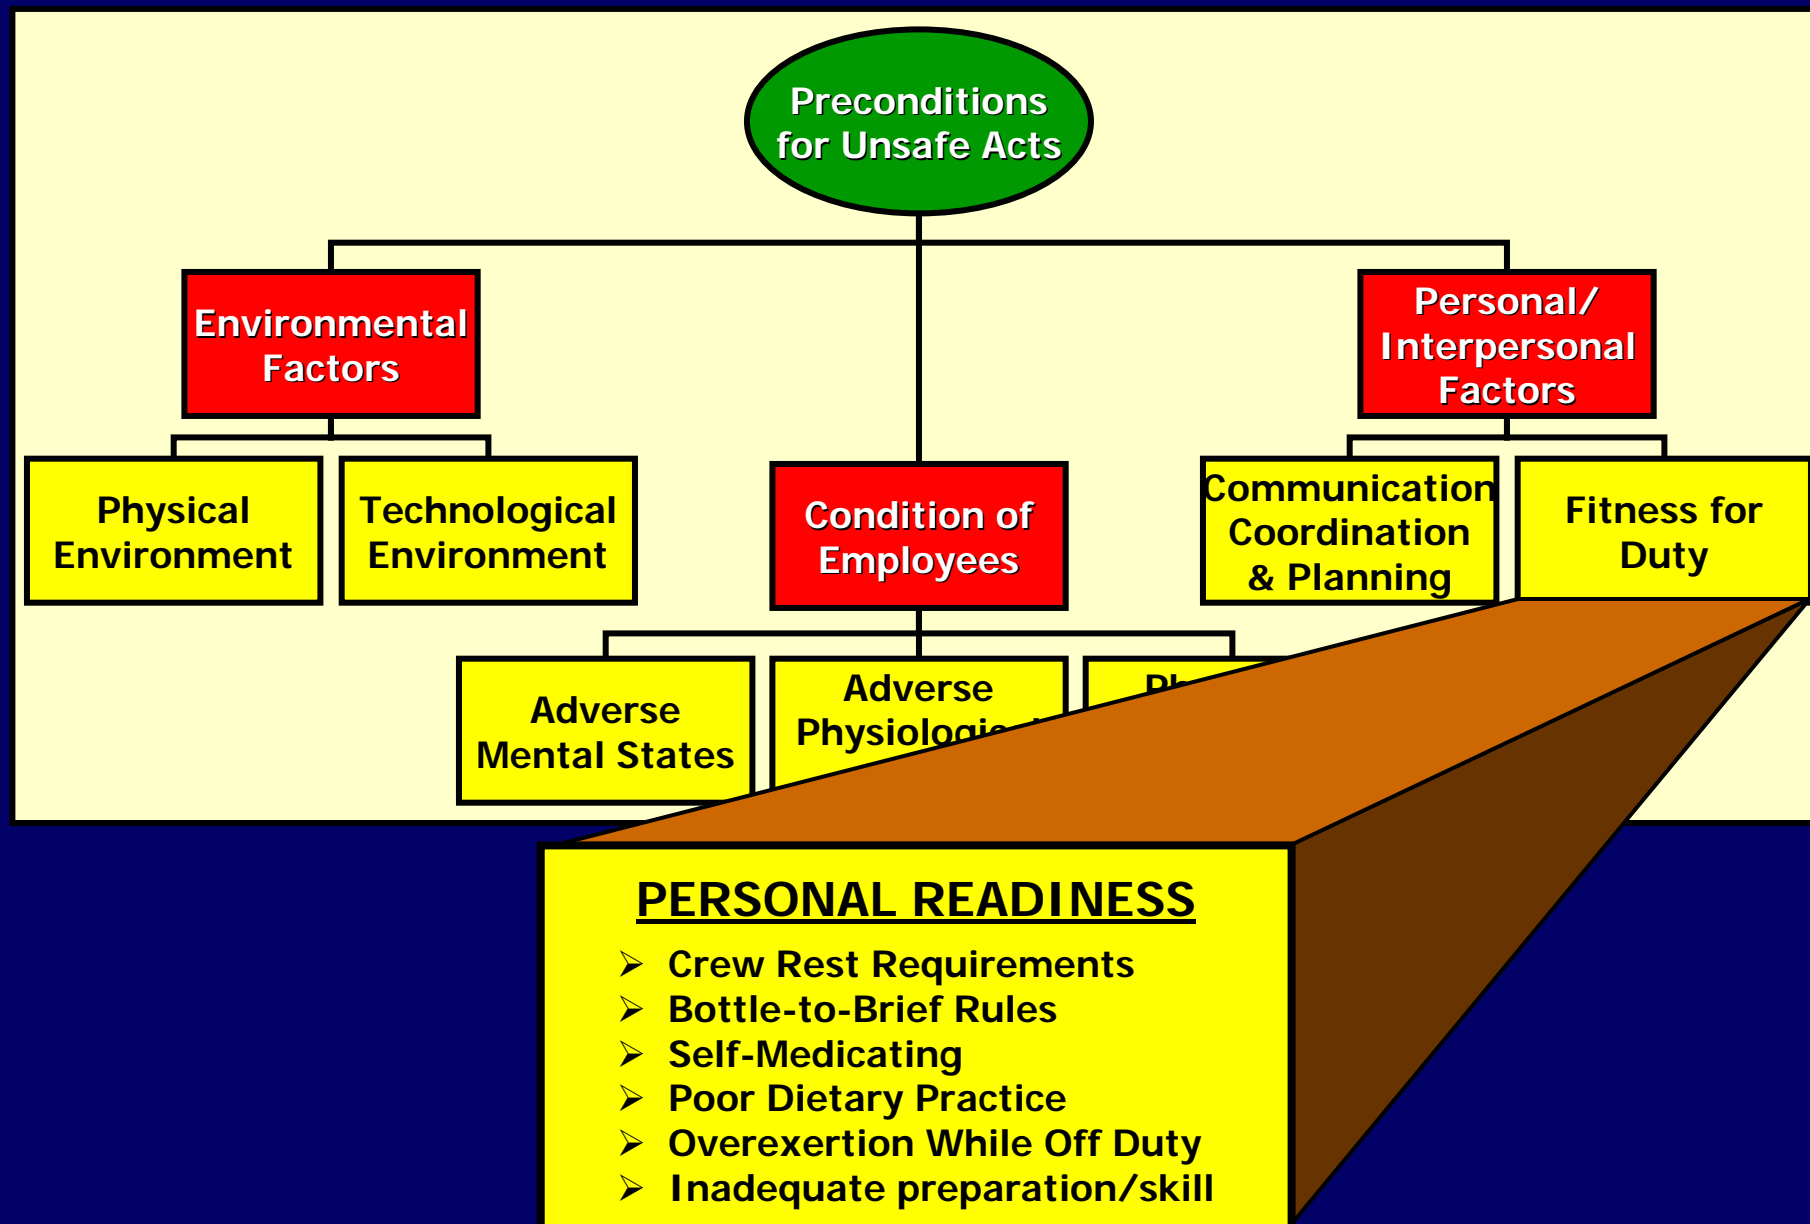 Preconditions
for Unsafe Acts
Environmental
Factors
Personal/
Interpersonal
Factors
Physical
Environment
Technological
Environment
Condition of
Employees
Communication
Coordination
& Planning
Fitness for
Duty
Adverse
Mental States
Adverse
PERSONAL READINESS
➢ Crew Rest Requirements
➢ Bottle-to-Brief Rules
➢ Self-Medicating
➢ Poor Dietary Practice
➢ Overexertion While Off Duty
➢ Inadequate preparation/skill